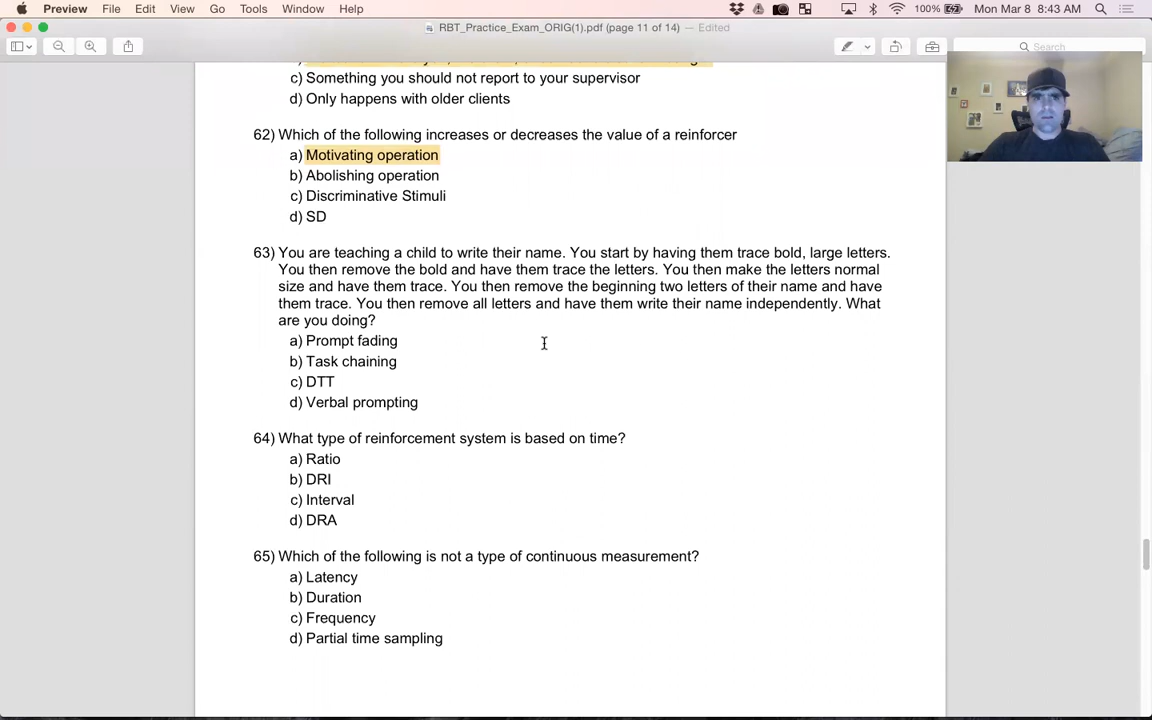 Preview File Edit View Go Tools Window Help 100% Mon Mar 8 8:43 AM
RBT_Practice_Exam_ORIG(1).pdf (page 11 of 14) — Edited
Search
c) Something you should not report to your supervisor
d) Only happens with older clients
62) Which of the following increases or decreases the value of a reinforcer
a) Motivating operation
b) Abolishing operation
c) Discriminative Stimuli
d) SD
63) You are teaching a child to write their name. You start by having them trace bold, large letters.
You then remove the bold and have them trace the letters. You then make the letters normal
size and have them trace. You then remove the beginning two letters of their name and have
them trace. You then remove all letters and have them write their name independently. What
are you doing?
a) Prompt fading
b) Task chaining
c) DTT
d) Verbal prompting
64) What type of reinforcement system is based on time?
a) Ratio
b) DRI
c) Interval
d) DRA
65) Which of the following is not a type of continuous measurement?
a) Latency
b) Duration
c) Frequency
d) Partial time sampling